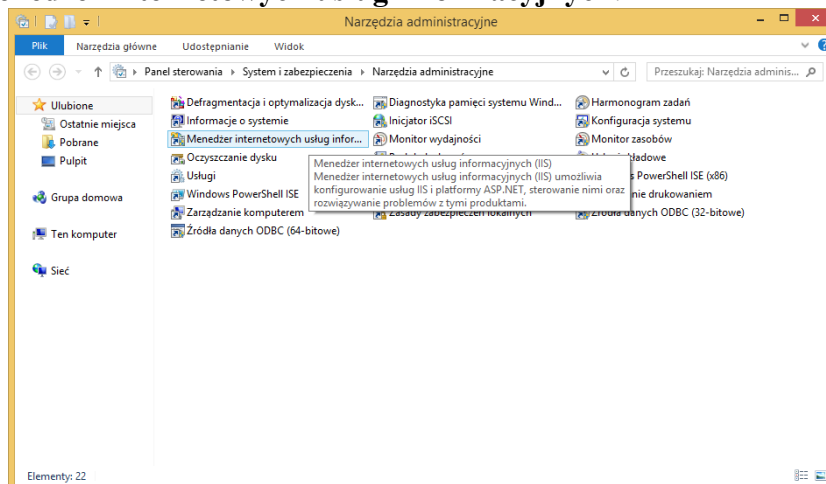 Narzędzia administracyjne
Plik Narzędzia główne Udostępnianie Widok
Panel sterowania System i zabezpieczenia Narzędzia administracyjne
Przeszukaj: Narzędzia adminis...
Ulubione
Ostatnie miejsca
Pobrane
Pulpit
Grupa domowa
Ten komputer
Sieć
Defragmentacja i optymalizacja dysk...
Informacje o systemie
Menedżer internetowych usług infor...
Oczyszczanie dysku
Usługi
Windows PowerShell ISE
Zarządzanie komputerem
Źródła danych ODBC (64-bitowe)
Diagnostyka pamięci systemu Wind...
Inicjator iSCSI
Monitor wydajności
Zasady zabezpieczeń lokalnych
Harmonogram zadań
Konfiguracja systemu
Monitor zasobów
PowerShell ISE (x86)
nie drukowaniem
Źródła danych ODBC (32-bitowe)
Menedżer internetowych usług informacyjnych (IIS)
Menedżer internetowych usług informacyjnych (IIS) umożliwia
konfigurowanie usług IIS i platformy ASP.NET, sterowanie nimi oraz
rozwiązywanie problemów z tymi produktami.
Elementy: 22